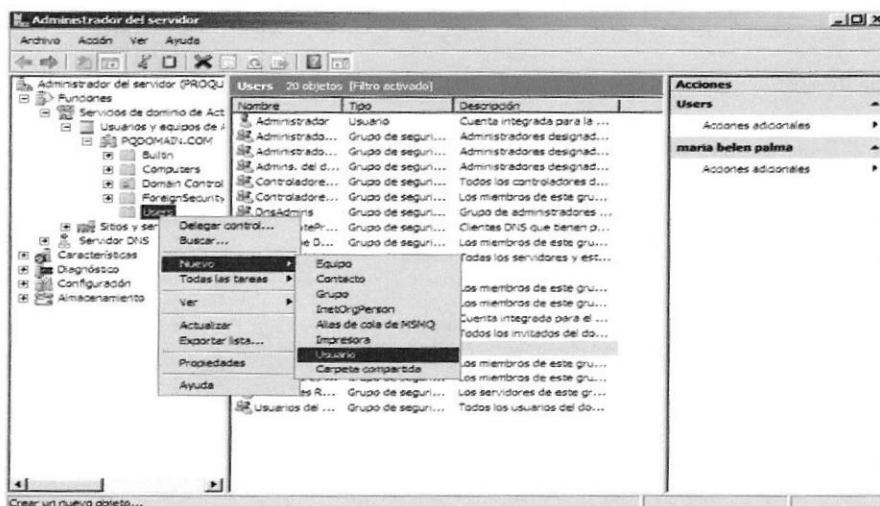 Administrador del servidor
Archivo Acción Ver Ayuda
Administrador del servidor (PROQU
Funciones
Servicios de dominio de Act
Usuarios y equipos de A
PQDOMAIN.COM
Builtin
Computers
Domain Control
ForeignSecurity
Users
Sitios y ser
Servidor DNS
Características
Diagnóstico
Configuración
Almacenamiento
Users 20 objetos [Filtro activado]
Nombre Tipo Descripción
Administrador Usuario Cuenta integrada para la ...
Administrado... Grupo de seguri... Administradores designad...
Administrado... Grupo de seguri... Administradores designad...
Admins. del d... Grupo de seguri... Administradores designad...
Controladore... Grupo de seguri... Todos los controladores d...
Controladore... Grupo de seguri... Los miembros de este gru...
DnsAdmins Grupo de seguri... Grupo de administradores ...
atePr... Grupo de seguri... Clientes DNS que tienen p...
e D... Grupo de seguri... Los miembros de este gru...
Todas los servidores y est...
Los miembros de este gru...
Los miembros de este gru...
Cuenta integrada para el ...
Todos los invitados del do...
Los miembros de este gru...
Los miembros de este gru...
es R... Grupo de seguri... Los servidores de este gr...
Usuarios del ... Grupo de seguri... Todos los usuarios del do...
Delegar control...
Buscar...
Nuevo
Todas las tareas
Ver
Actualizar
Exportar lista...
Propiedades
Ayuda
Equipo
Contacto
Grupo
InetOrgPerson
Alias de cola de MSMQ
Impresora
Usuario
Carpeta compartida
Acciones
Users
Acciones adicionales
maria belen palma
Acciones adicionales
Crear un nuevo objeto...